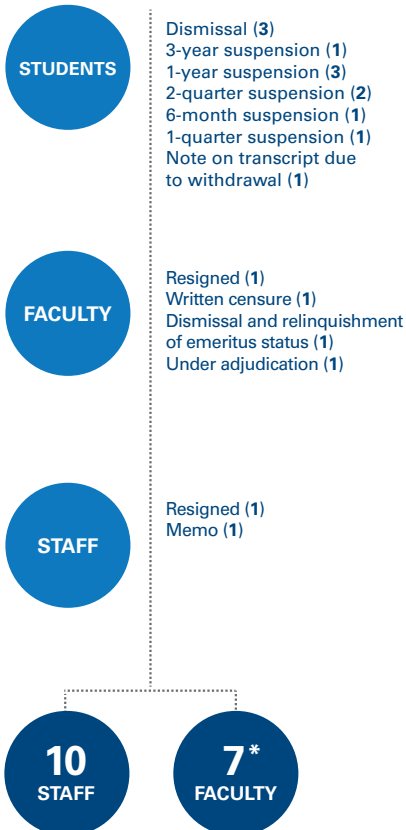 STUDENTS
Dismissal (3)
3-year suspension (1)
1-year suspension (3)
2-quarter suspension (2)
6-month suspension (1)
1-quarter suspension (1)
Note on transcript due
to withdrawal (1)
FACULTY
Resigned (1)
Written censure (1)
Dismissal and relinquishment
of emeritus status (1)
Under adjudication (1)
STAFF
Resigned (1)
Memo (1)
10
STAFF
7*
FACULTY